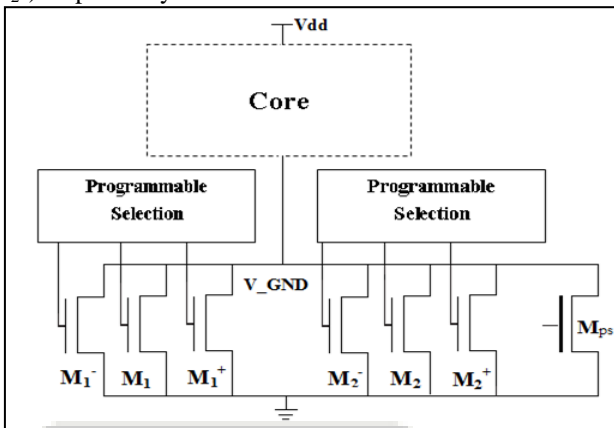 Vdd
Core
Programmable
Selection
Programmable
Selection
V_GND
M₁⁻ M₁ M₁⁺ M₂⁻ M₂ M₂⁺ Mps